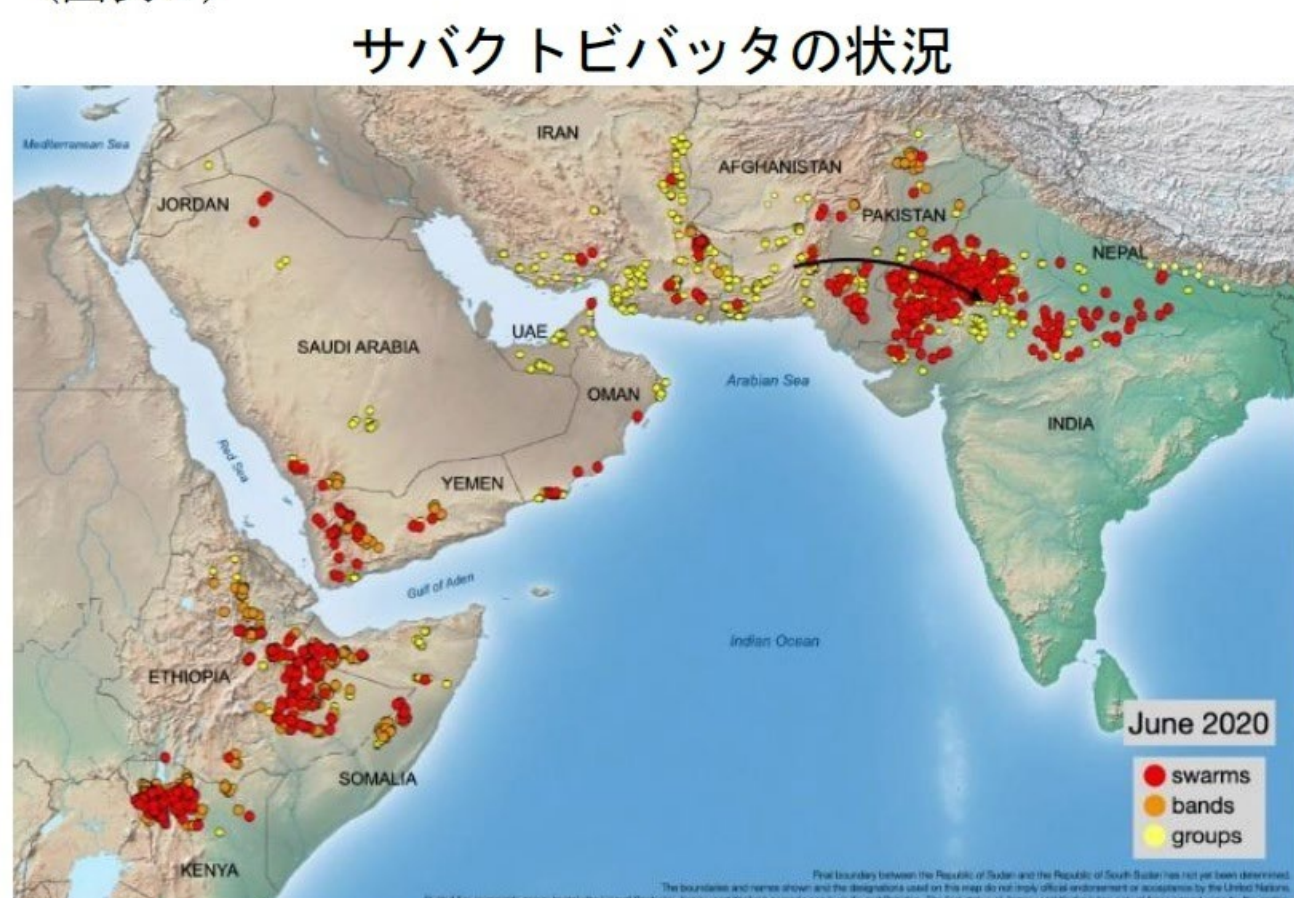 サバクトビバッタの状況
Mediterranean Sea
IRAN
AFGHANISTAN
JORDAN
PAKISTAN
NEPAL
SAUDI ARABIA
UAE
OMAN
Arabian Sea
INDIA
Red Sea
YEMEN
Gulf of Aden
Indian Ocean
ETHIOPIA
SOMALIA
KENYA
June 2020
swarms
bands
groups
Final boundary between the Republic of Sudan and the Republic of South Sudan has not yet been determined.
The boundaries and names shown and the designations used on this map do not imply official endorsement or acceptance by the United Nations.